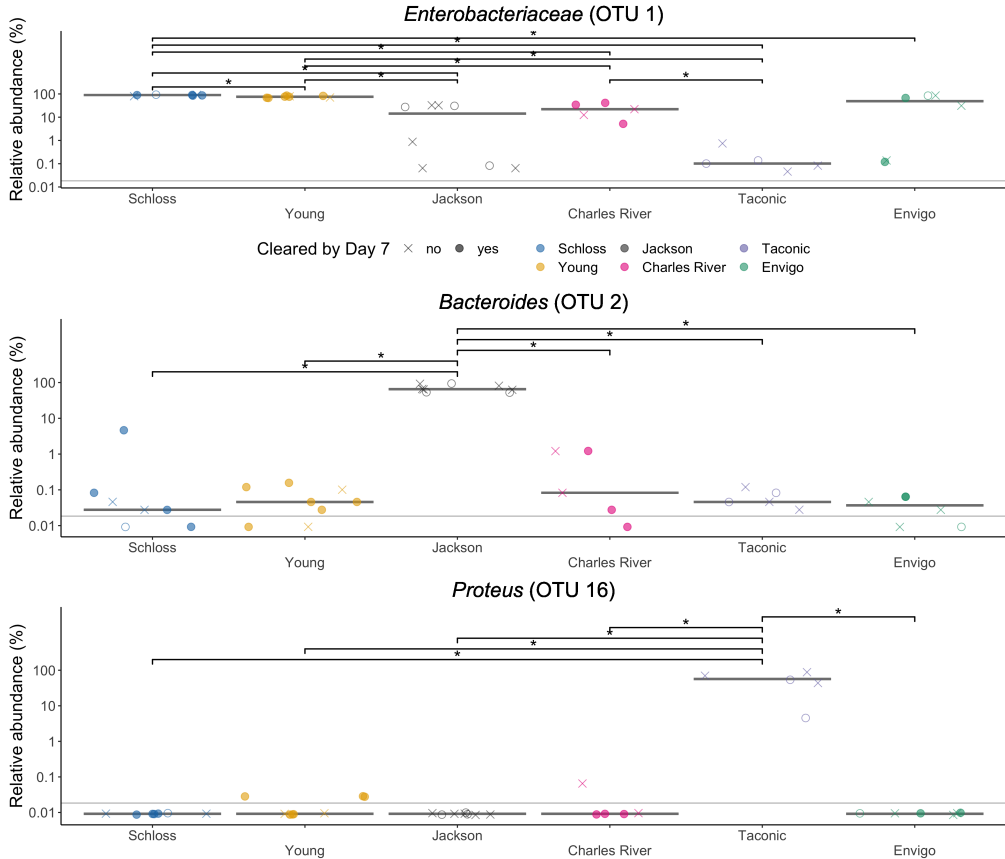 Enterobacteriaceae (OTU 1)
Relative abundance (%)
* * * * * * * * *
100
10
1
0.1
0.01
Schloss Young Jackson Charles River Taconic Envigo
Cleared by Day 7 no yes Schloss Jackson Taconic
Young Charles River Envigo
Bacteroides (OTU 2)
Relative abundance (%)
* * * * *
100
10
1
0.1
0.01
Schloss Young Jackson Charles River Taconic Envigo
Proteus (OTU 16)
Relative abundance (%)
* * * * *
100
10
1
0.1
0.01
Schloss Young Jackson Charles River Taconic Envigo